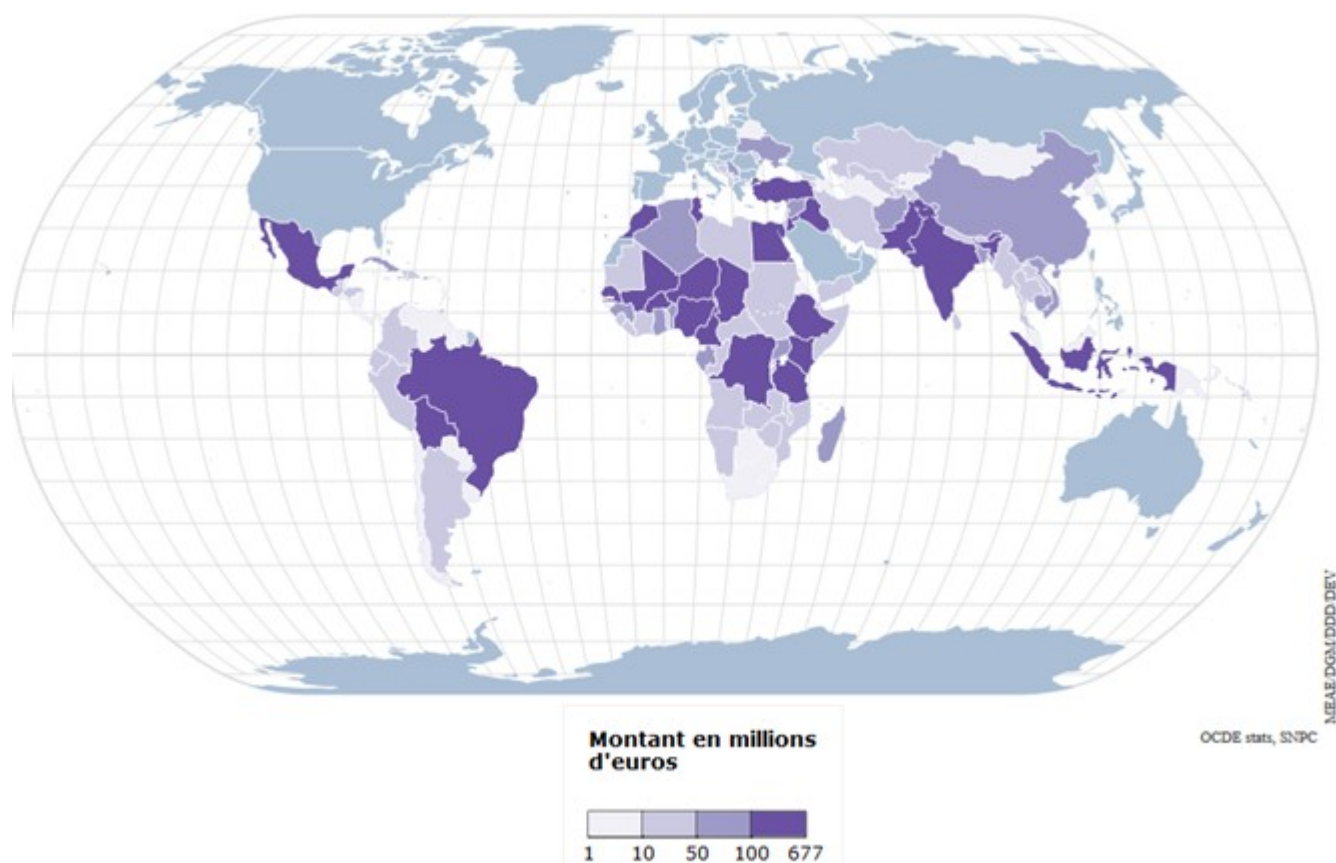 MEAE/DGM/DDD/DEV
OCDE stats, SNPC
Montant en millions
d'euros
1 10 50 100 677